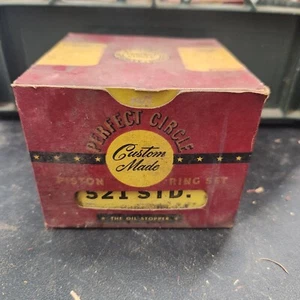 PERFECT CIRCLE
Custom
Made
PISTON RING SET
521 STD.
THE OIL-STOPPER